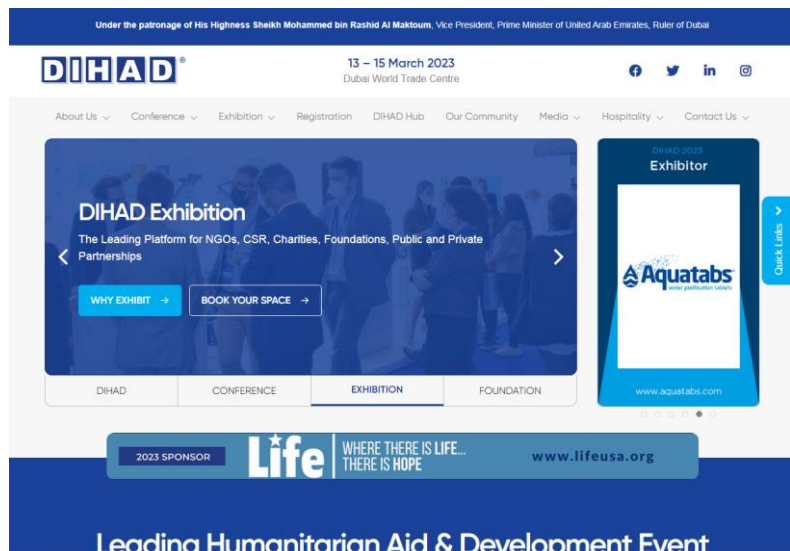 Under the patronage of His Highness Sheikh Mohammed bin Rashid Al Maktoum, Vice President, Prime Minister of United Arab Emirates, Ruler of Dubai
DIHAD®
13 – 15 March 2023
Dubai World Trade Centre
About Us
Conference
Exhibition
Registration
DIHAD Hub
Our Community
Media
Hospitality
Contact Us
DIHAD Exhibition
The Leading Platform for NGOs, CSR, Charities, Foundations, Public and Private
Partnerships
WHY EXHIBIT →
BOOK YOUR SPACE →
DIHAD
CONFERENCE
EXHIBITION
FOUNDATION
DIHAD 2023
Exhibitor
Aquatabs
water purification tablets
www.aquatabs.com
Quick Links
2023 SPONSOR
Life
WHERE THERE IS LIFE...
THERE IS HOPE
www.lifeusa.org
Leading Humanitarian Aid & Development Event